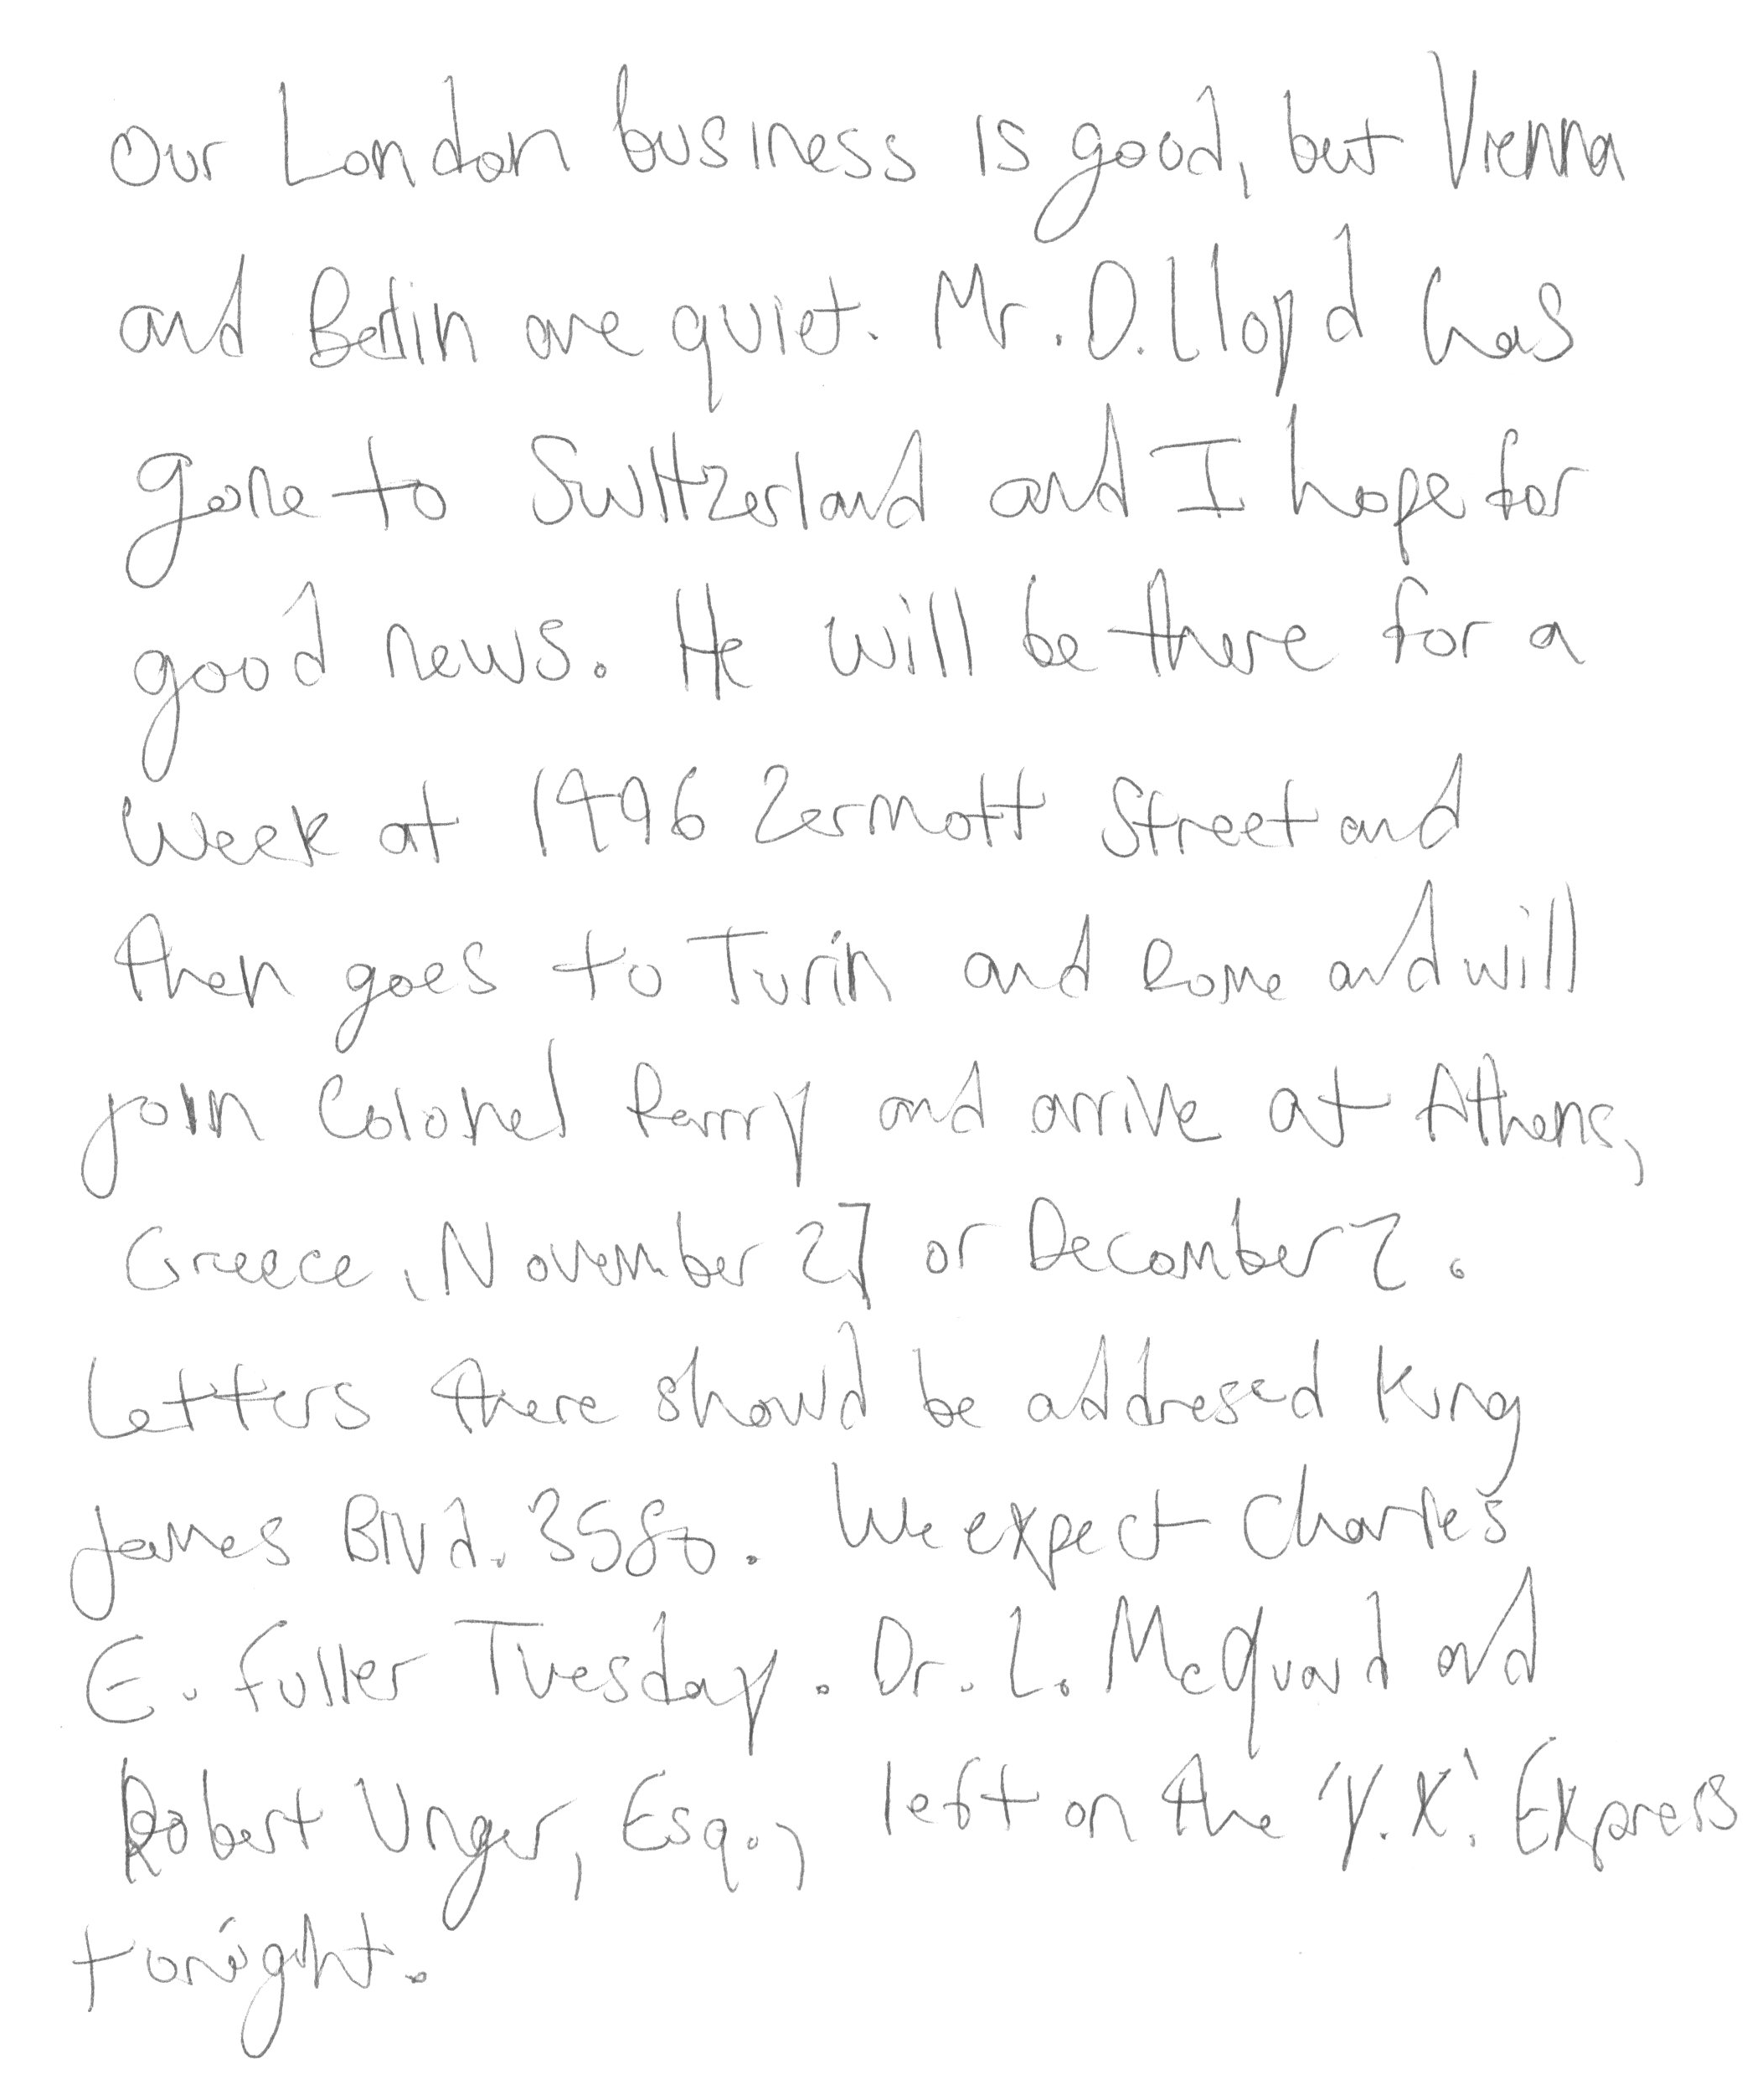 Our London business is good, but Vienna
and Berlin are quiet. Mr. D. Lloyd has
gone to Switzerland and I hope for
good news. He will be there for a
week at 1496 Zermott Street and
then goes to Turin and Rome and will
join Colonel Parry and arrive at Athens,
Greece, November 27 or December 2.
Letters there should be addresed King
James Blvd. 3580. We expect Charles
E. Fuller Tuesday. Dr. L. McQuaid and
Robert Unger, Esq., left on the 'Y.X.' Express
tonight.